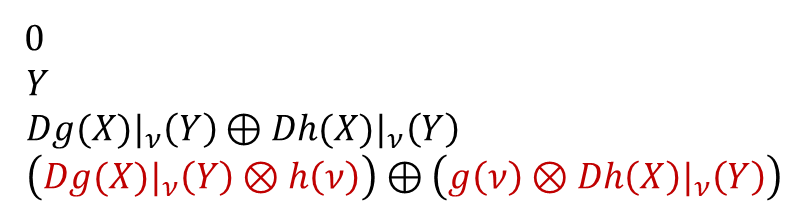 0
𝑌
𝐷𝑔(𝑋)|𝜈(𝑌) ⊕ 𝐷ℎ(𝑋)|𝜈(𝑌)
(𝐷𝑔(𝑋)|𝜈(𝑌) ⊗ ℎ(𝜈)) ⊕ (𝑔(𝜈) ⊗ 𝐷ℎ(𝑋)|𝜈(𝑌))